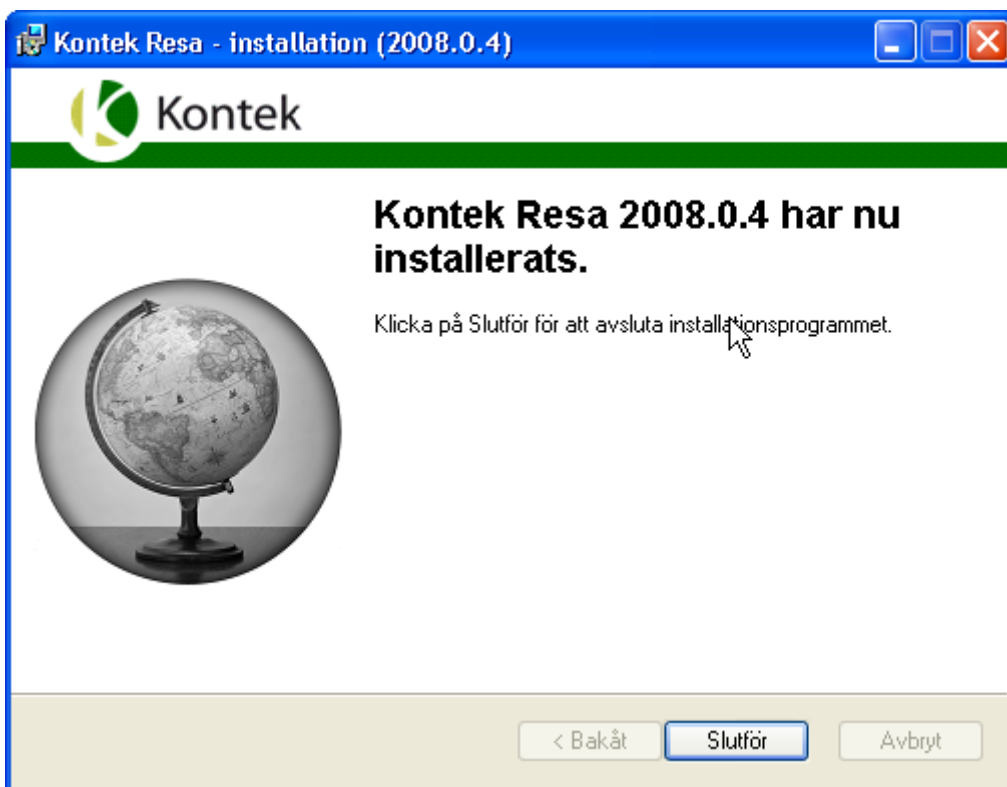 Kontek Resa - installation (2008.0.4)
Kontek
Kontek Resa 2008.0.4 har nu
installerats.
Klicka på Slutför för att avsluta installationsprogrammet.
< Bakåt
Slutför
Avbryt